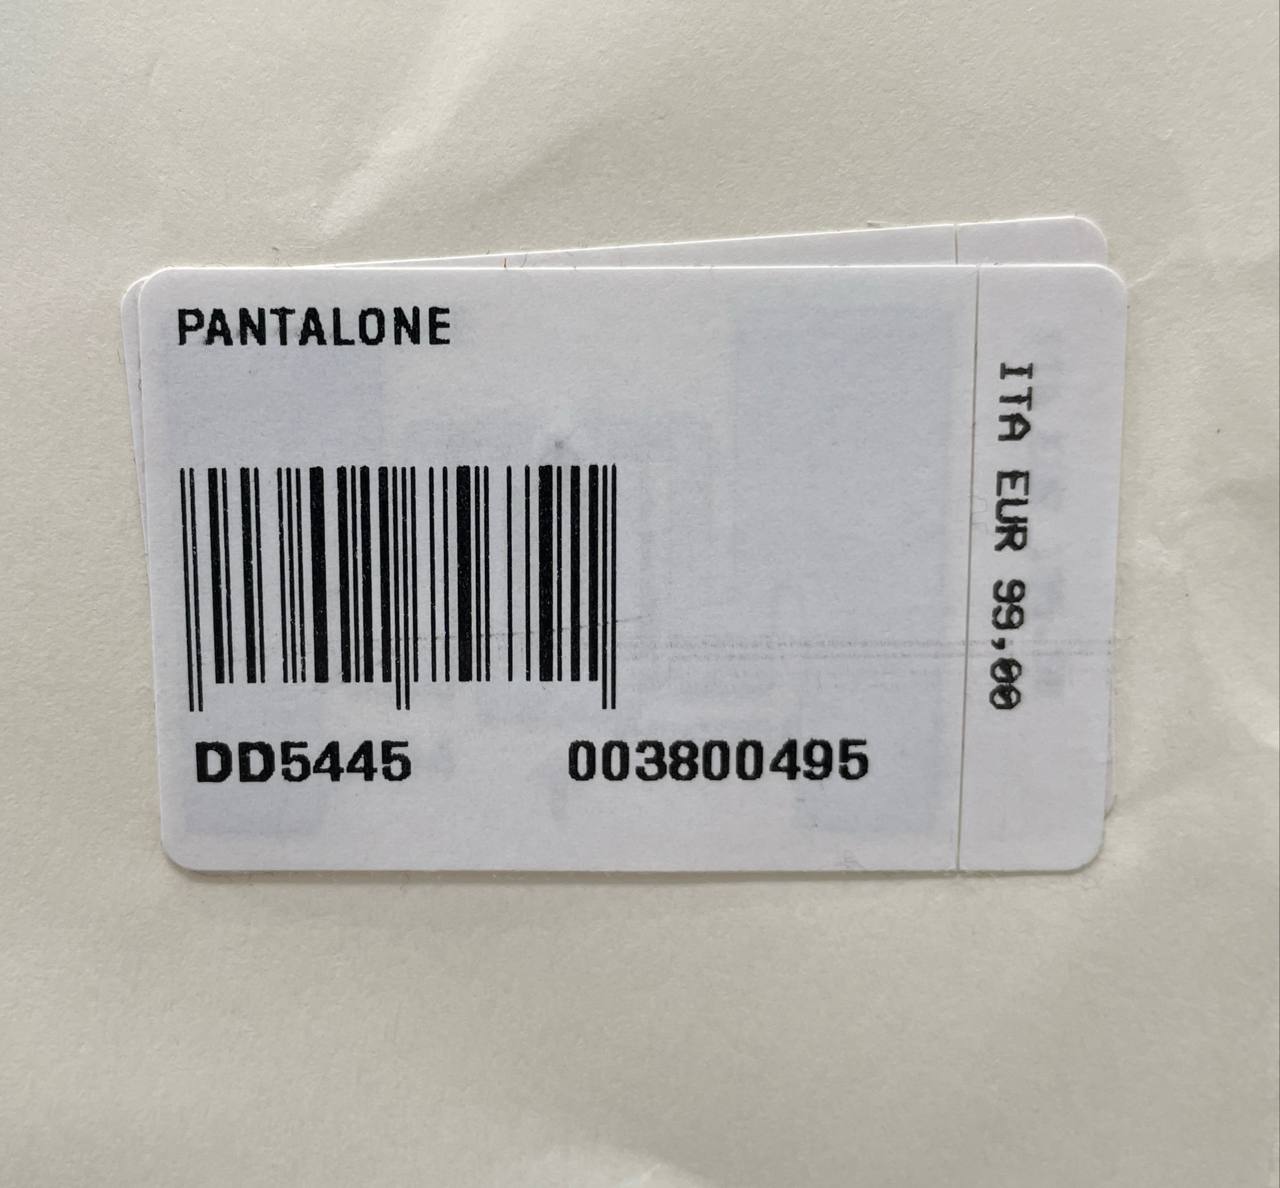 PANTALONE
DD5445 003800495
ITA EUR 99,00